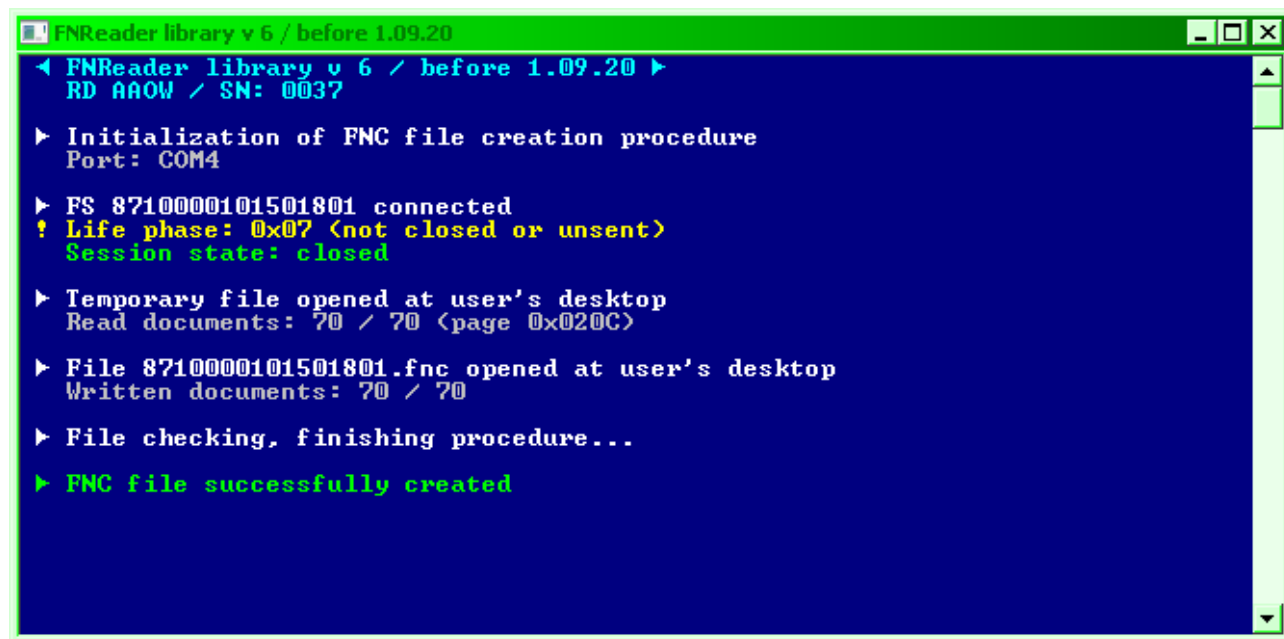 FNReader library v 6 / before 1.09.20
◄ FNReader library v 6 / before 1.09.20 ►
RD AAOW / SN: 0037
► Initialization of FNC file creation procedure
Port: COM4
► FS 8710000101501801 connected
! Life phase: 0x07 (not closed or unsent)
Session state: closed
► Temporary file opened at user's desktop
Read documents: 70 / 70 (page 0x020C)
► File 8710000101501801.fnc opened at user's desktop
Written documents: 70 / 70
► File checking, finishing procedure...
► FNC file successfully created